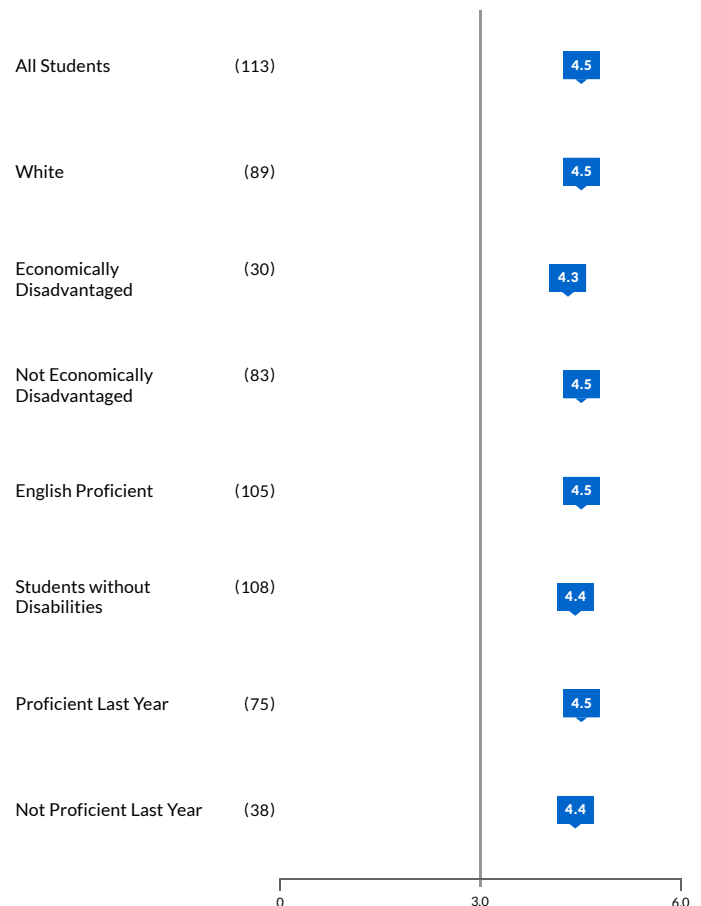 All Students (113) 4.5
White (89) 4.5
Economically (30)
Disadvantaged
4.3
Not Economically (83)
Disadvantaged
4.5
English Proficient (105) 4.5
Students without (108)
Disabilities
4.4
Proficient Last Year (75) 4.5
Not Proficient Last Year (38) 4.4
0 3.0 6.0